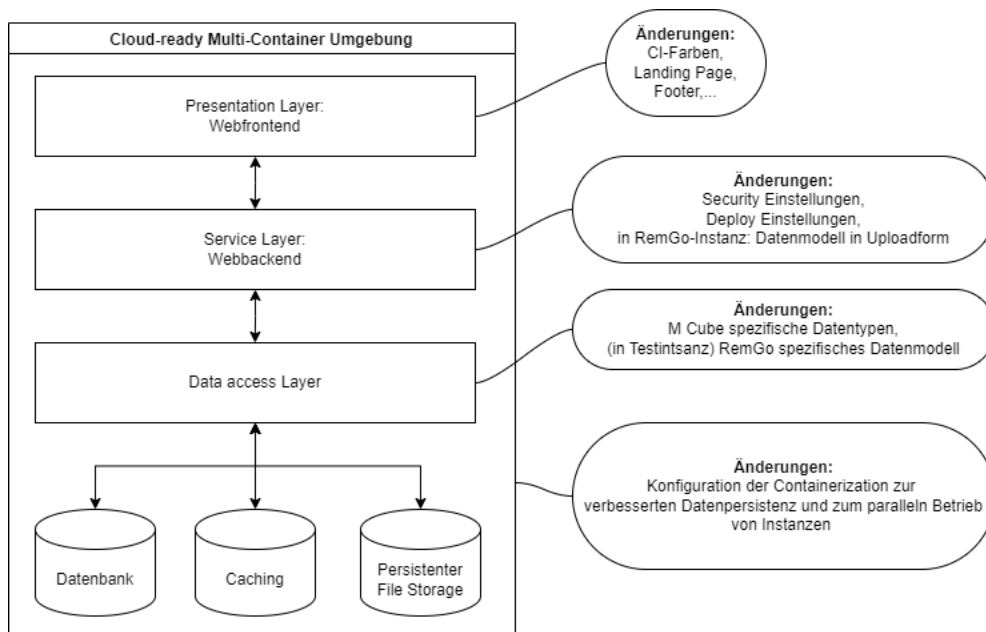 Cloud-ready Multi-Container Umgebung
Presentation Layer:
Webfrontend
Änderungen:
CI-Farben,
Landing Page,
Footer,...
Service Layer:
Webbackend
Änderungen:
Security Einstellungen,
Deploy Einstellungen,
in RemGo-Instanz: Datenmodell in Uploadform
Data access Layer
Änderungen:
M Cube spezifische Datentypen,
(in Testintsanz) RemGo spezifisches Datenmodell
Änderungen:
Konfiguration der Containerization zur
verbesserten Datenpersistenz und zum paralleln Betrieb
von Instanzen
Datenbank
Caching
Persistenter
File Storage